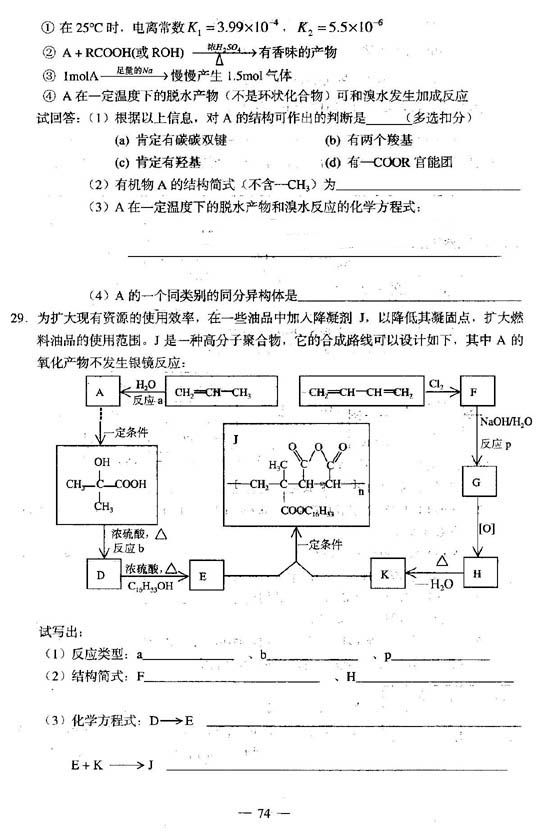 ① 在25°C时，电离常数K₁=3.99×10⁻⁴，K₂=5.5×10⁻⁶
② A+RCOOH(或ROH) 浓H₂SO₄ △ →有香味的产物
③ 1molA 足量的Na →慢慢产生1.5mol气体
④ A在一定温度下的脱水产物（不是环状化合物）可和溴水发生加成反应
试回答：（1）根据以上信息，对A的结构可作出的判断是______（多选扣分）
(a) 肯定有碳碳双键 (b) 有两个羧基
(c) 肯定有羟基 (d) 有—COOR官能团
（2）有机物A的结构简式（不含—CH₃）为______
（3）A在一定温度下的脱水产物和溴水反应的化学方程式：
______
（4）A的一个同类别的同分异构体是______
29. 为扩大现有资源的使用效率，在一些油品中加入降凝剂J，以降低其凝固点，扩大燃
料油品的使用范围。J是一种高分子聚合物，它的合成路线可以设计如下，其中A的
氧化产物不发生银镜反应：
A H₂O 反应a CH₂=CH—CH₃ CH₂=CH—CH=CH₂ Cl₂ F
一定条件 NaOH/H₂O
反应p
OH
CH₃—C—COOH
CH₃
J
O O O
H₃C
CH₂—C—CH—CH n
COOC₁₆H₃₃
G
[O]
浓硫酸，△
反应b
一定条件
D 浓硫酸，△ C₁₆H₃₃OH E K △ —H₂O H
试写出：
（1）反应类型：a______、b______、p______
（2）结构简式：F______、H______
（3）化学方程式：D→E ______
E+K →J ______
— 74 —